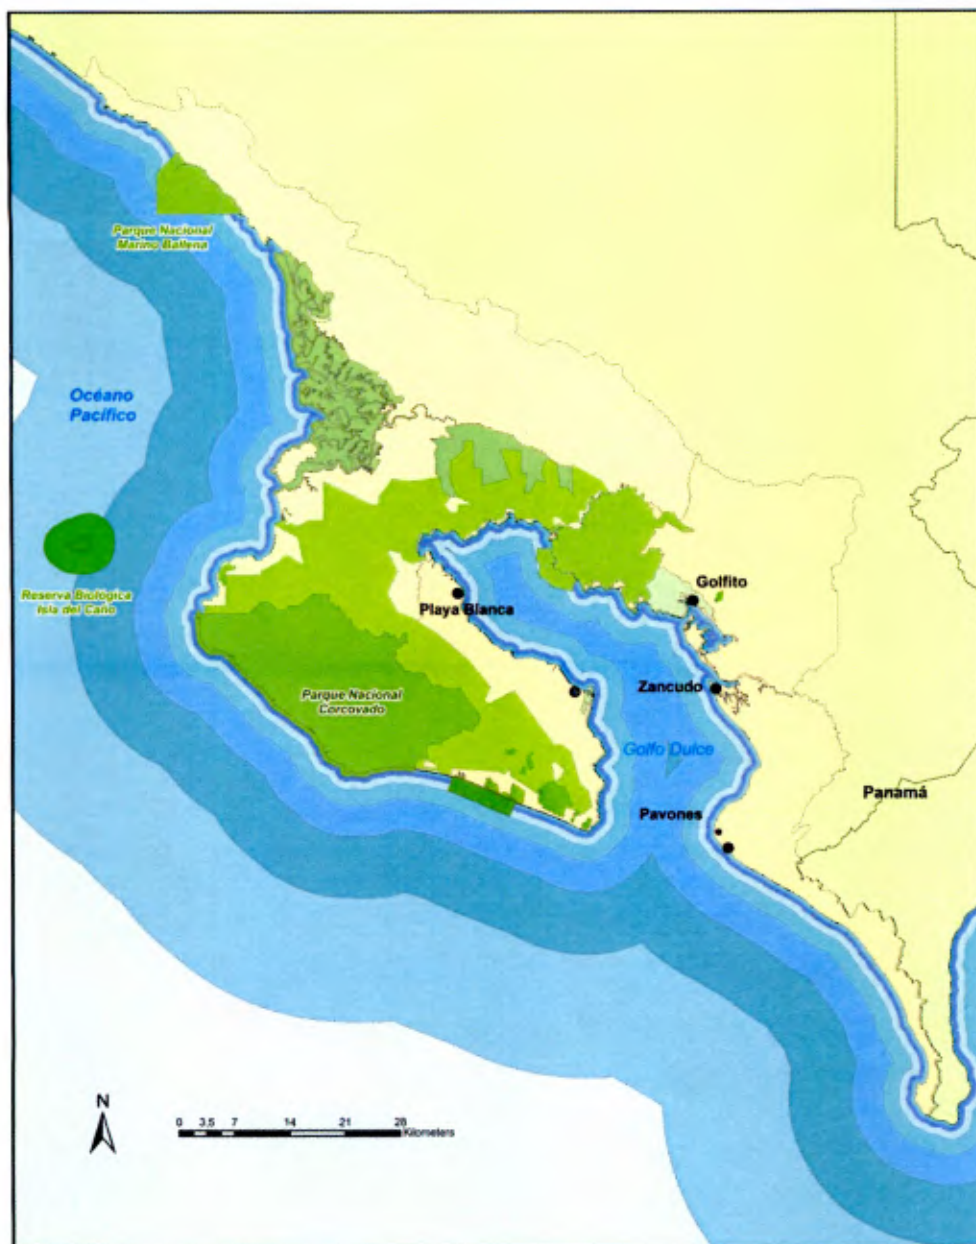 Parque Nacional
Marino Ballena
Océano
Pacífico
Reserva Biológica
Isla del Caño
Golfito
Playa Blanca
Parque Nacional
Corcovado
Zancudo
Golfo Dulce
Panamá
Pavones
N
0 3,5 7 14 21 28
Kilometers